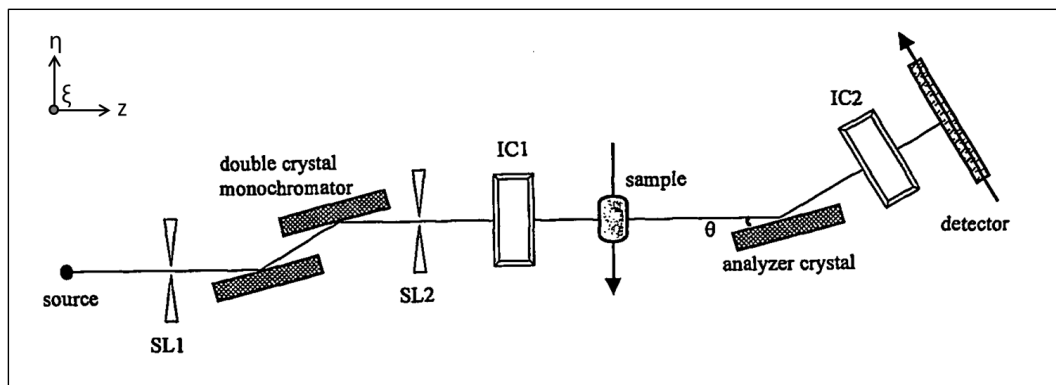 η
ξ
z
IC2
IC1
double crystal
monochromator
sample
detector
θ
analyzer crystal
source
SL2
SL1